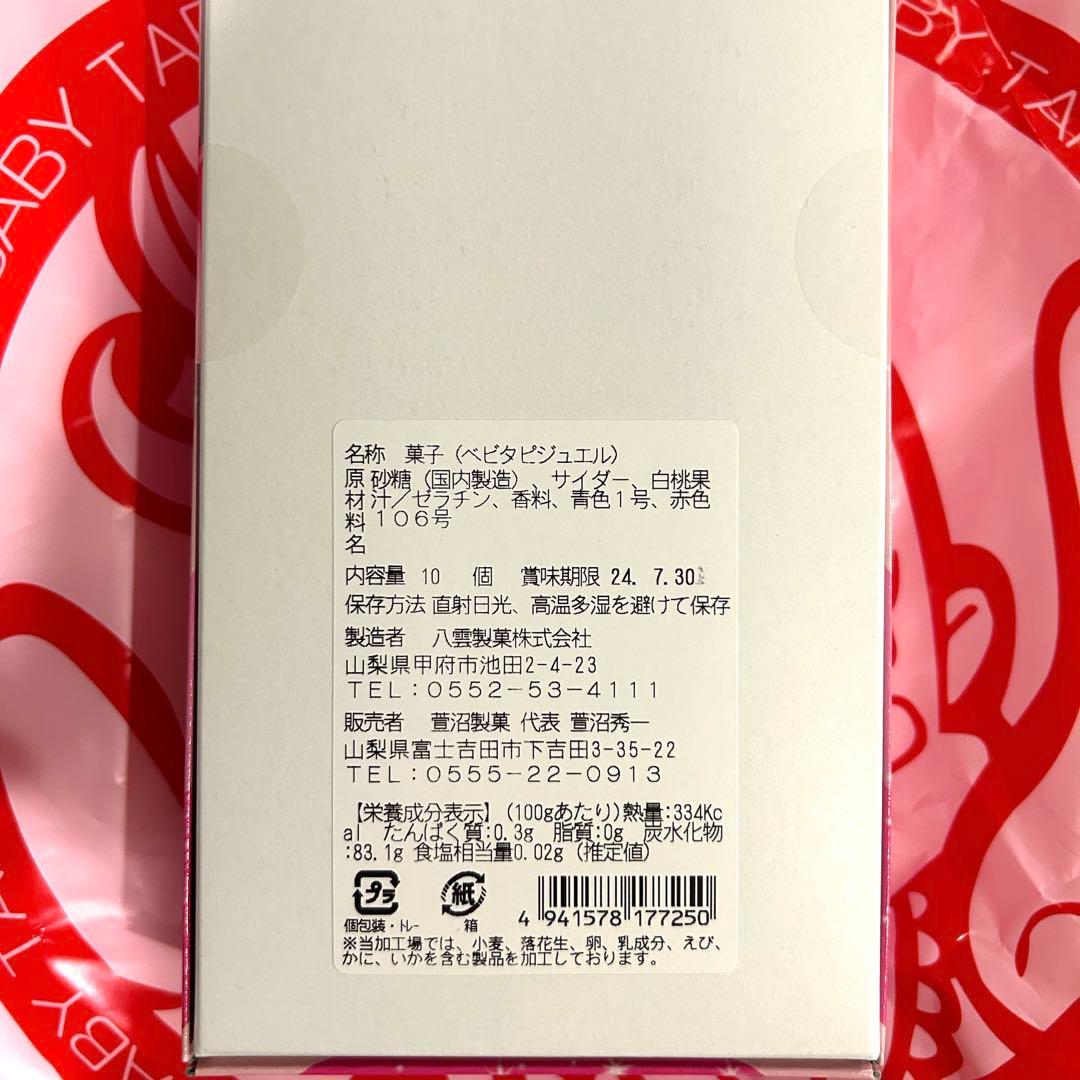 BABY TAB
BABY TAP
名称 菓子（ベビタピジュエル）
原 砂糖（国内製造）、サイダー、白桃果
材 汁／ゼラチン、香料、青色１号、赤色
料 １０６号
名
内容量 10 個 賞味期限 24. 7.30
保存方法 直射日光、高温多湿を避けて保存
製造者 八雲製菓株式会社
山梨県甲府市池田2-4-23
ＴＥＬ：０５５２－５３－４１１１
販売者 萱沼製菓 代表 萱沼秀一
山梨県富士吉田市下吉田3-35-22
ＴＥＬ：０５５５－２２－０９１３
【栄養成分表示】（100gあたり）熱量:334Kc
al たんぱく質:0.3g 脂質:0g 炭水化物
:83.1g 食塩相当量0.02g（推定値）
プラ 紙
個包装・トレー 箱
4 941578 177250
※当加工場では、小麦、落花生、卵、乳成分、えび、
かに、いかを含む製品を加工しております。
BABY TA
BABY